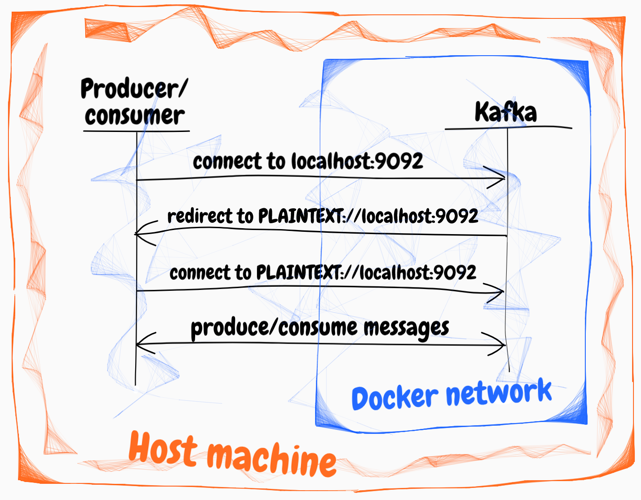 Producer/
consumer
Kafka
connect to localhost:9092
redirect to PLAINTEXT://localhost:9092
connect to PLAINTEXT://localhost:9092
produce/consume messages
Docker network
Host machine